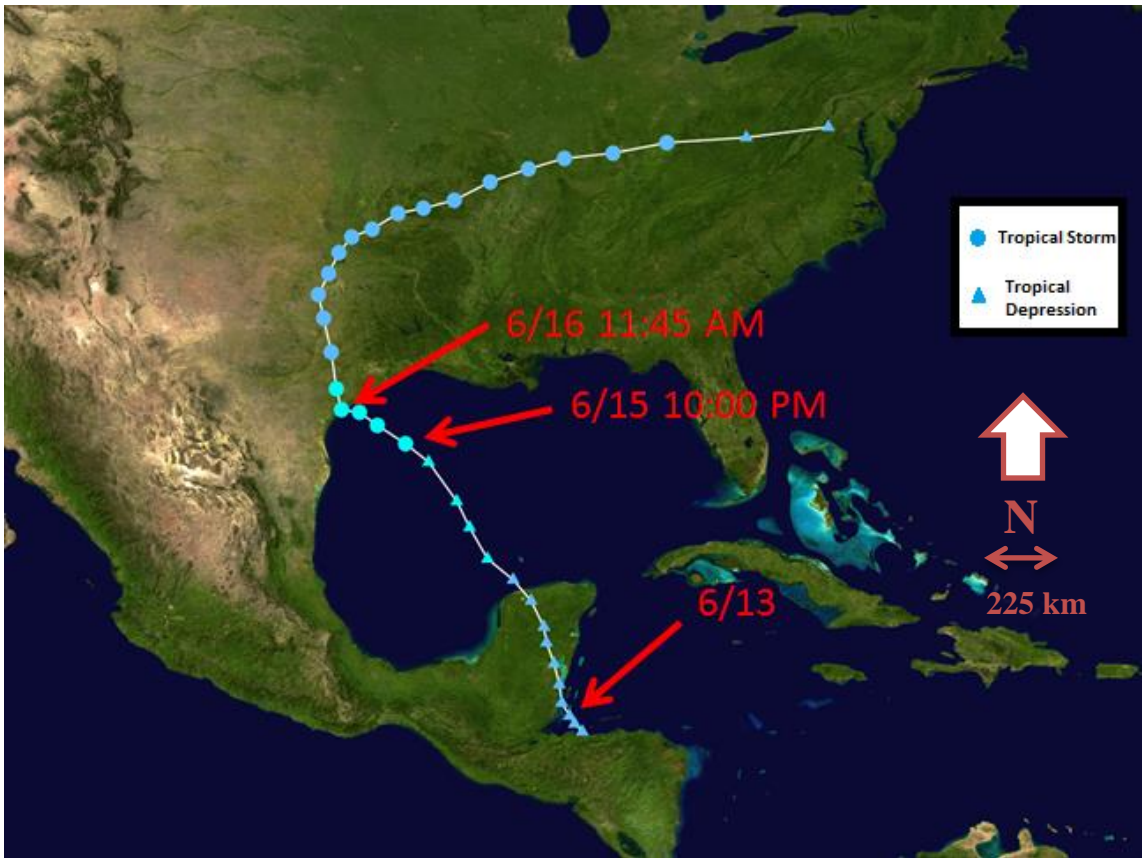 Tropical Storm
Tropical
Depression
6/16 11:45 AM
6/15 10:00 PM
N
225 km
6/13